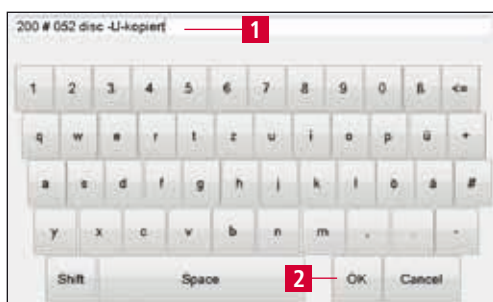 200 # 052 disc -U-kopiert
1
1 2 3 4 5 6 7 8 9 0 ß <=
q w e r t z u i o p ü +
a s d f g h j k l ö ä #
y x c v b n m , . -
Shift Space 2 OK Cancel